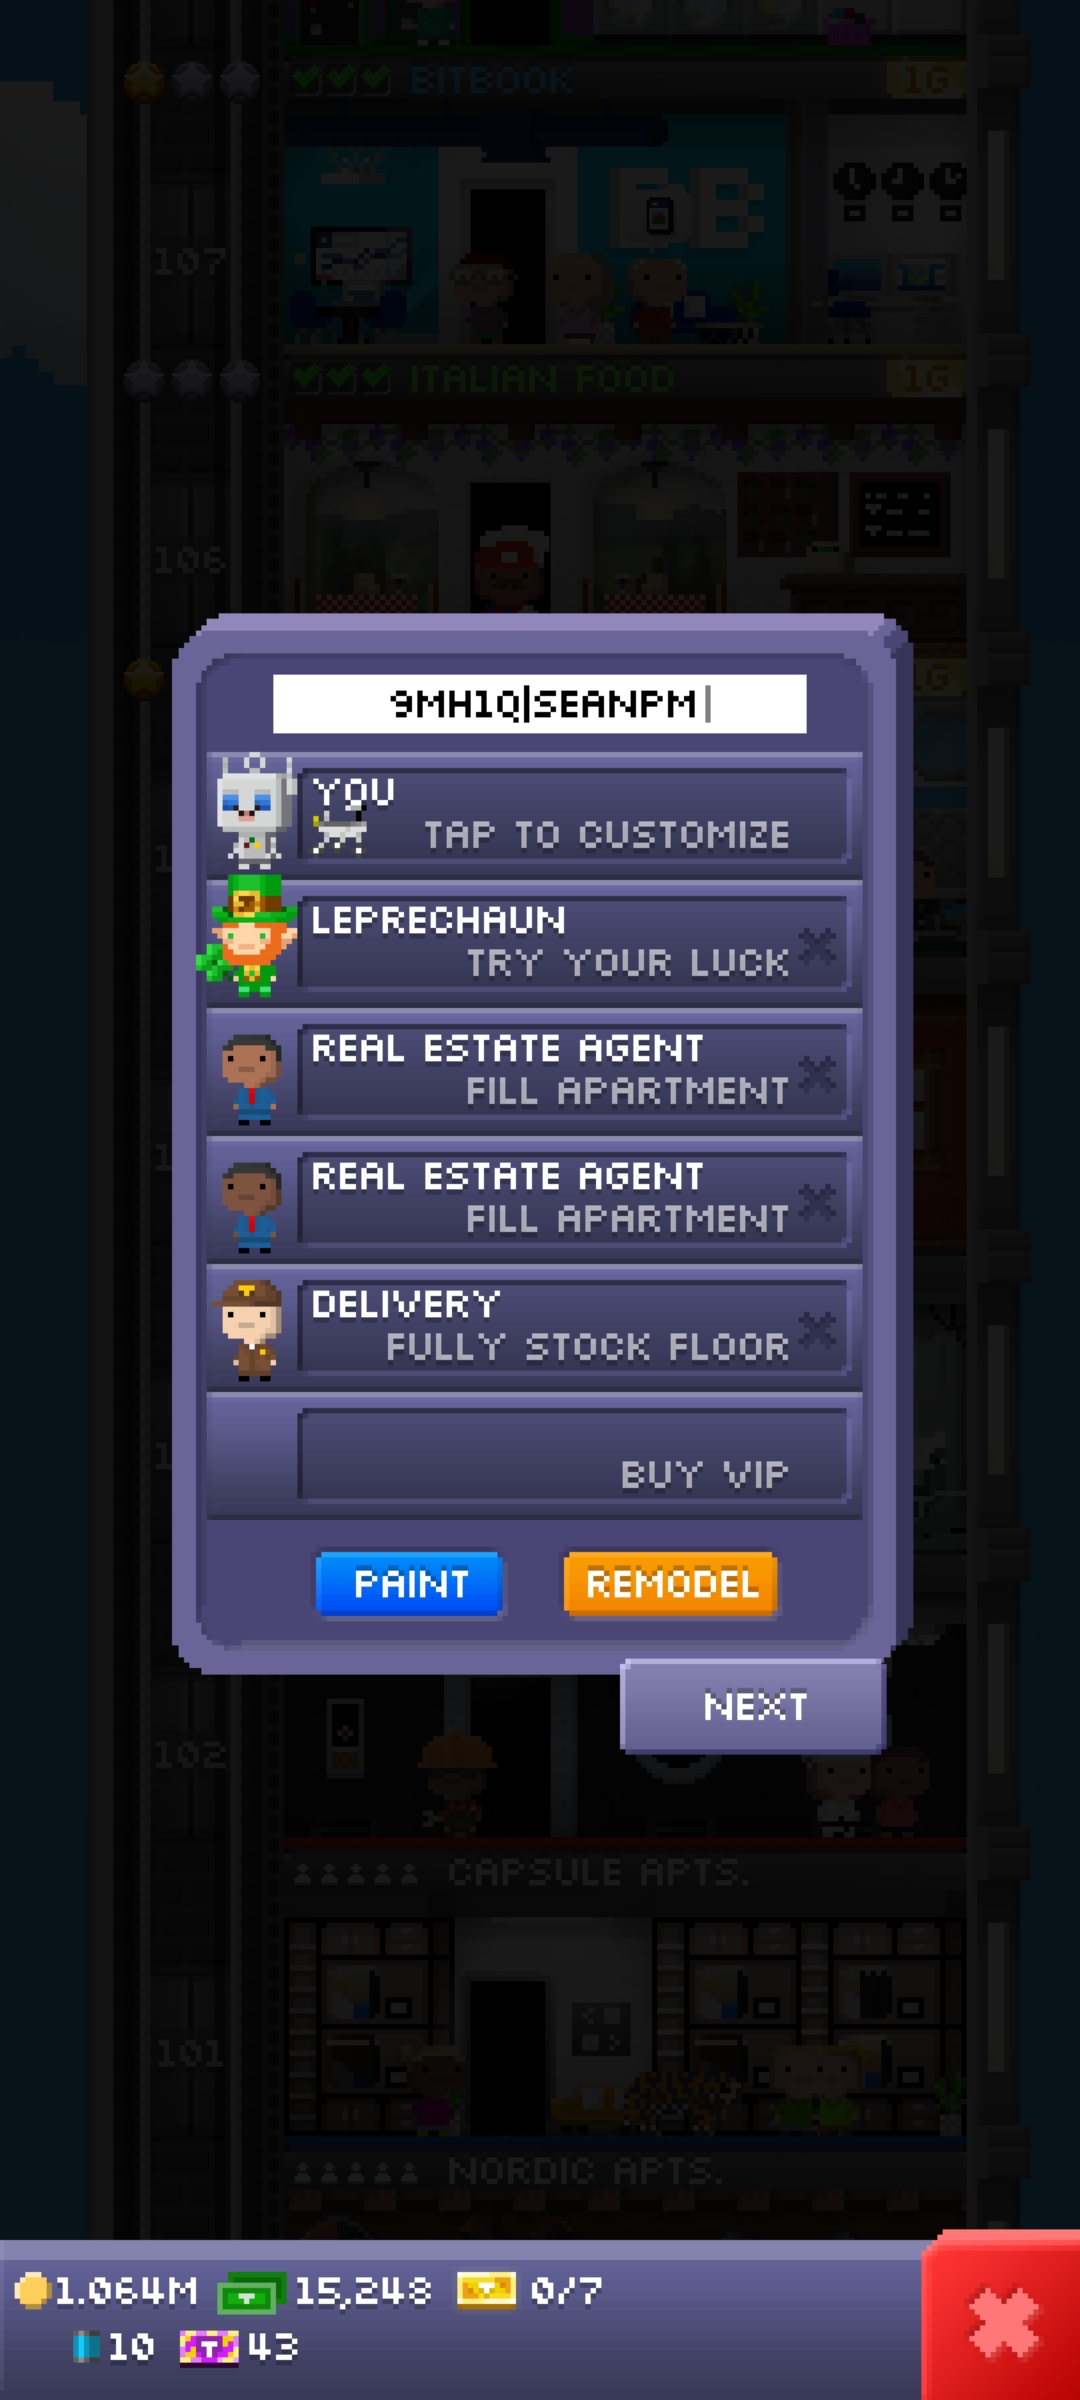 BITBOOK
1G
BB
107
ITALIAN FOOD
1G
106
1G
9MH1Q|SEANPM
YOU
TAP TO CUSTOMIZE
LEPRECHAUN
TRY YOUR LUCK
REAL ESTATE AGENT
FILL APARTMENT
REAL ESTATE AGENT
FILL APARTMENT
DELIVERY
FULLY STOCK FLOOR
BUY VIP
PAINT
REMODEL
NEXT
102
CAPSULE APTS.
101
NORDIC APTS.
1.064M
15,248
0/7
10
43